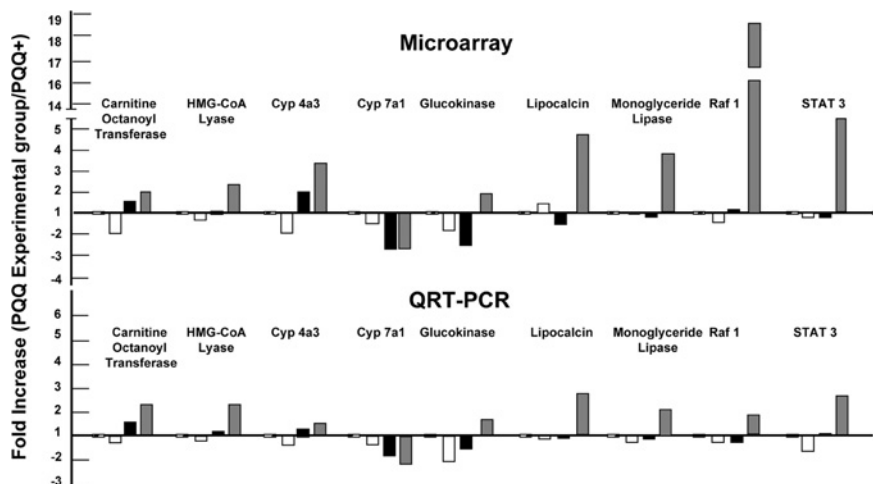 Fold Increase (PQQ Experimental group/PQQ+)
Microarray
19
18
16
14
5
4
3
2
1
-2
-3
-4
Carnitine
Octanoyl
Transferase
HMG-CoA
Lyase
Cyp 4a3
Cyp 7a1
Glucokinase
Lipocalcin
Monoglyceride
Lipase
Raf 1
STAT 3
QRT-PCR
6
5
4
3
2
1
-2
-3
Carnitine
Octanoyl
Transferase
HMG-CoA
Lyase
Cyp 4a3
Cyp 7a1
Glucokinase
Lipocalcin
Monoglyceride
Lipase
Raf 1
STAT 3